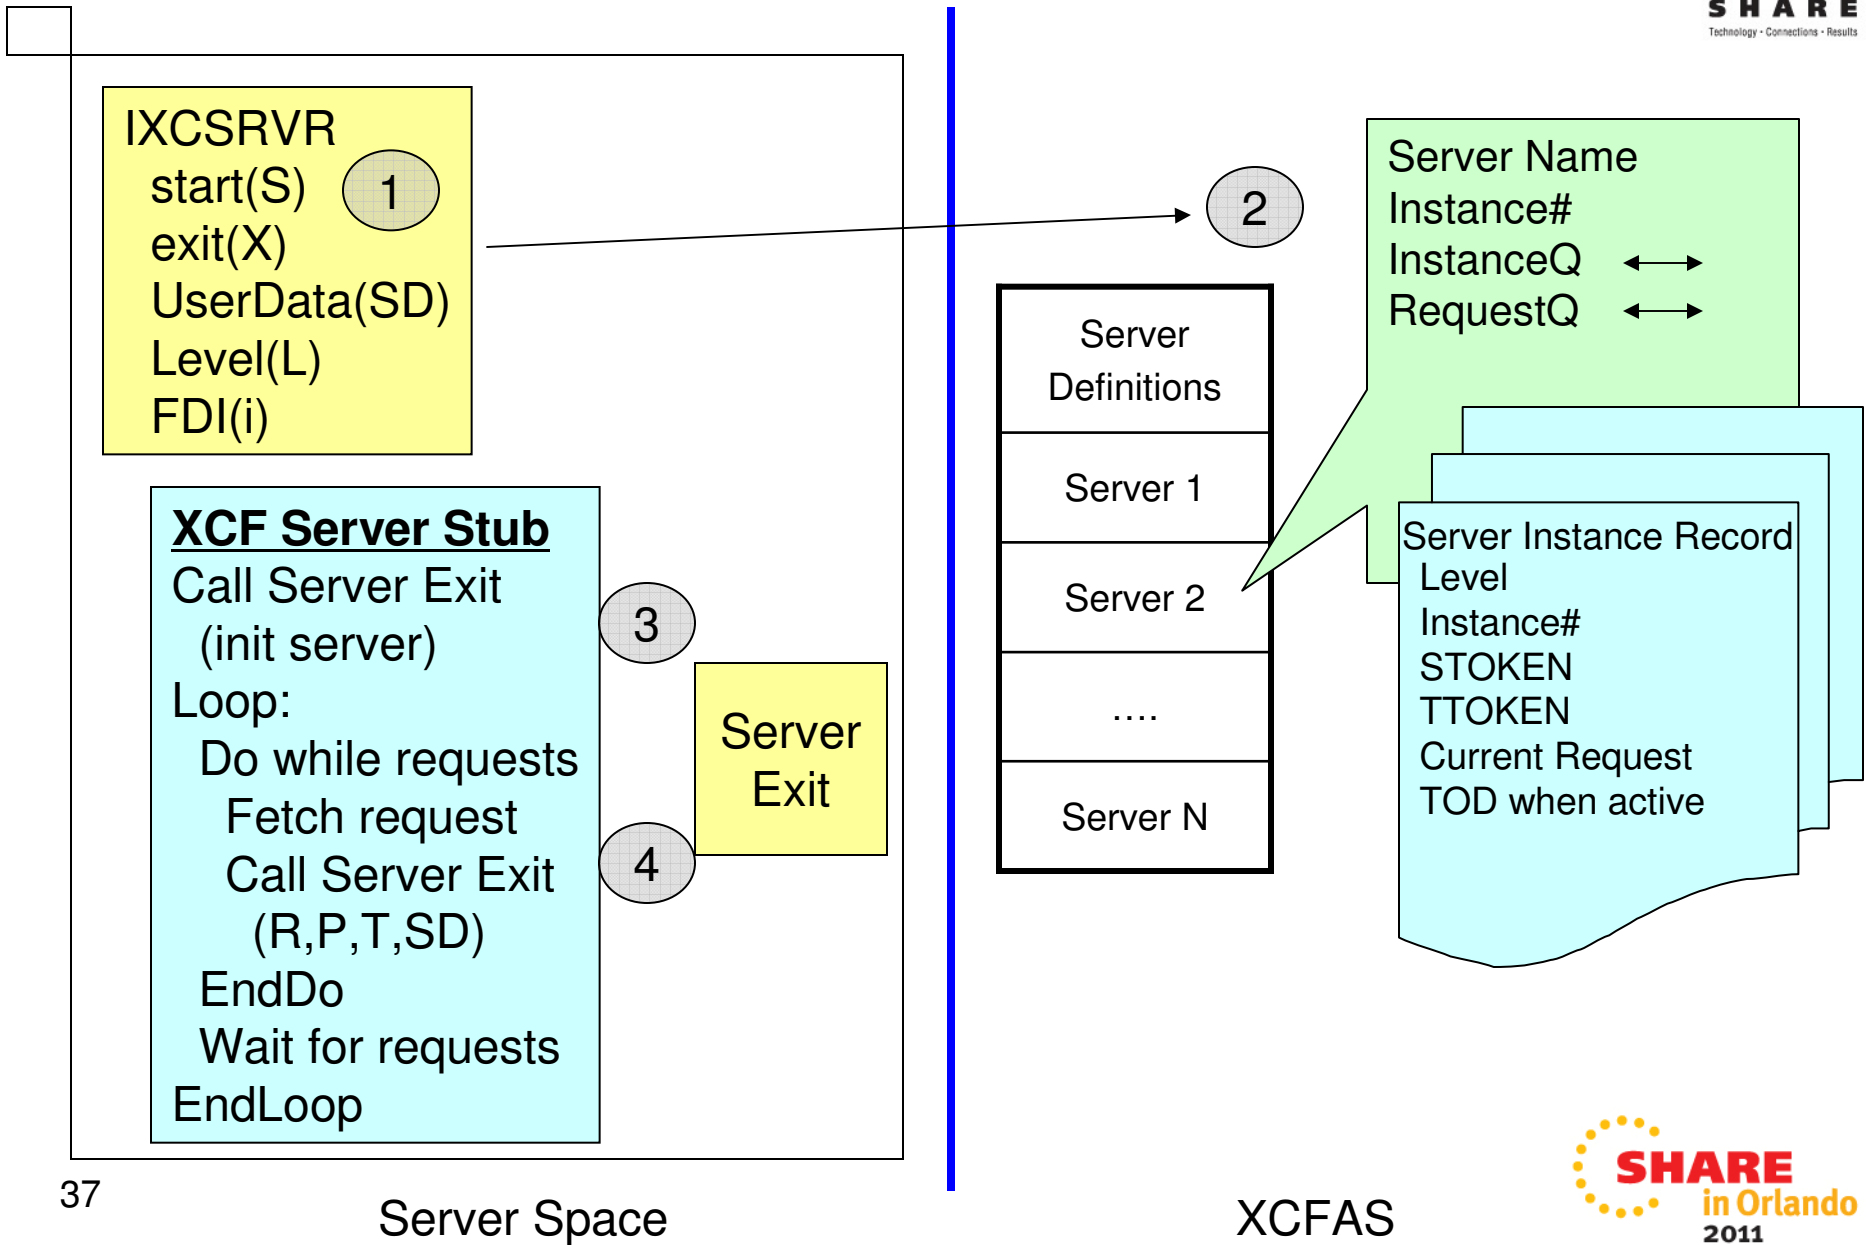 SHARE
Technology · Connections · Results
IXCSRVR
start(S)
1
exit(X)
UserData(SD)
Level(L)
FDI(i)
XCF Server Stub
Call Server Exit
(init server)
Loop:
Do while requests
Fetch request
Call Server Exit
(R,P,T,SD)
EndDo
Wait for requests
EndLoop
3
Server
Exit
4
2
Server
Definitions
Server 1
Server 2
....
Server N
Server Name
Instance#
InstanceQ
RequestQ
Server Instance Record
Level
Instance#
STOKEN
TTOKEN
Current Request
TOD when active
37
Server Space
XCFAS
SHARE
in Orlando
2011